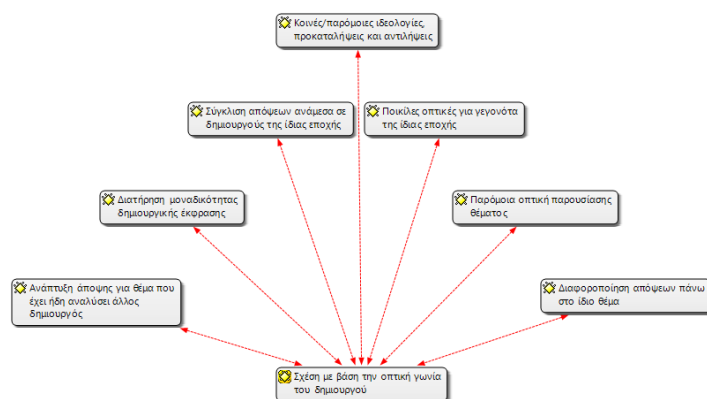 Κοινές/παρόμοιες ιδεολογίες,
προκαταλήψεις και αντιλήψεις
Σύγκλιση απόψεων ανάμεσα σε
δημιουργούς της ίδιας εποχής
Ποικίλες οπτικές για γεγονότα
της ίδιας εποχής
Διατήρηση μοναδικότητας
δημιουργικής έκφρασης
Παρόμοια οπτική παρουσίασης
θέματος
Ανάπτυξη άποψης για θέμα που
έχει ήδη αναλύσει άλλος
δημιουργός
Διαφοροποίηση απόψεων πάνω
στο ίδιο θέμα
Σχέση με βάση την οπτική γωνία
του δημιουργού